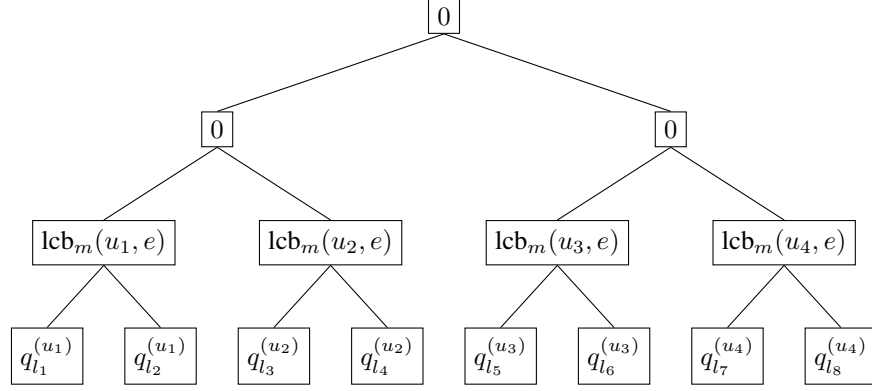 0
0 0
lcb_m(u_1, e) lcb_m(u_2, e) lcb_m(u_3, e) lcb_m(u_4, e)
q_{l_1}^{(u_1)} q_{l_2}^{(u_1)} q_{l_3}^{(u_2)} q_{l_4}^{(u_2)} q_{l_5}^{(u_3)} q_{l_6}^{(u_3)} q_{l_7}^{(u_4)} q_{l_8}^{(u_4)}